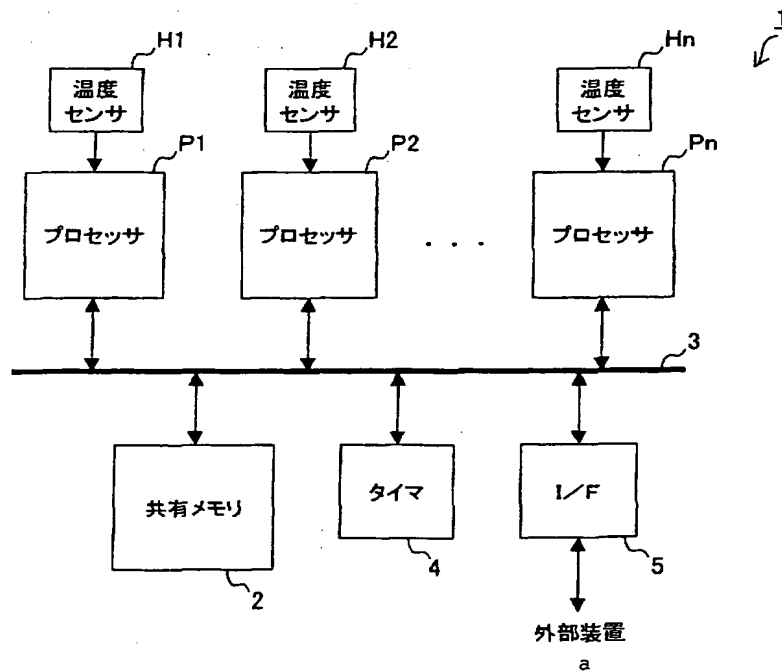 1
H1
H2
Hn
温度
センサ
温度
センサ
温度
センサ
P1
P2
Pn
プロセッサ
プロセッサ
. . .
プロセッサ
3
共有メモリ
タイマ
I/F
2
4
5
外部装置
a